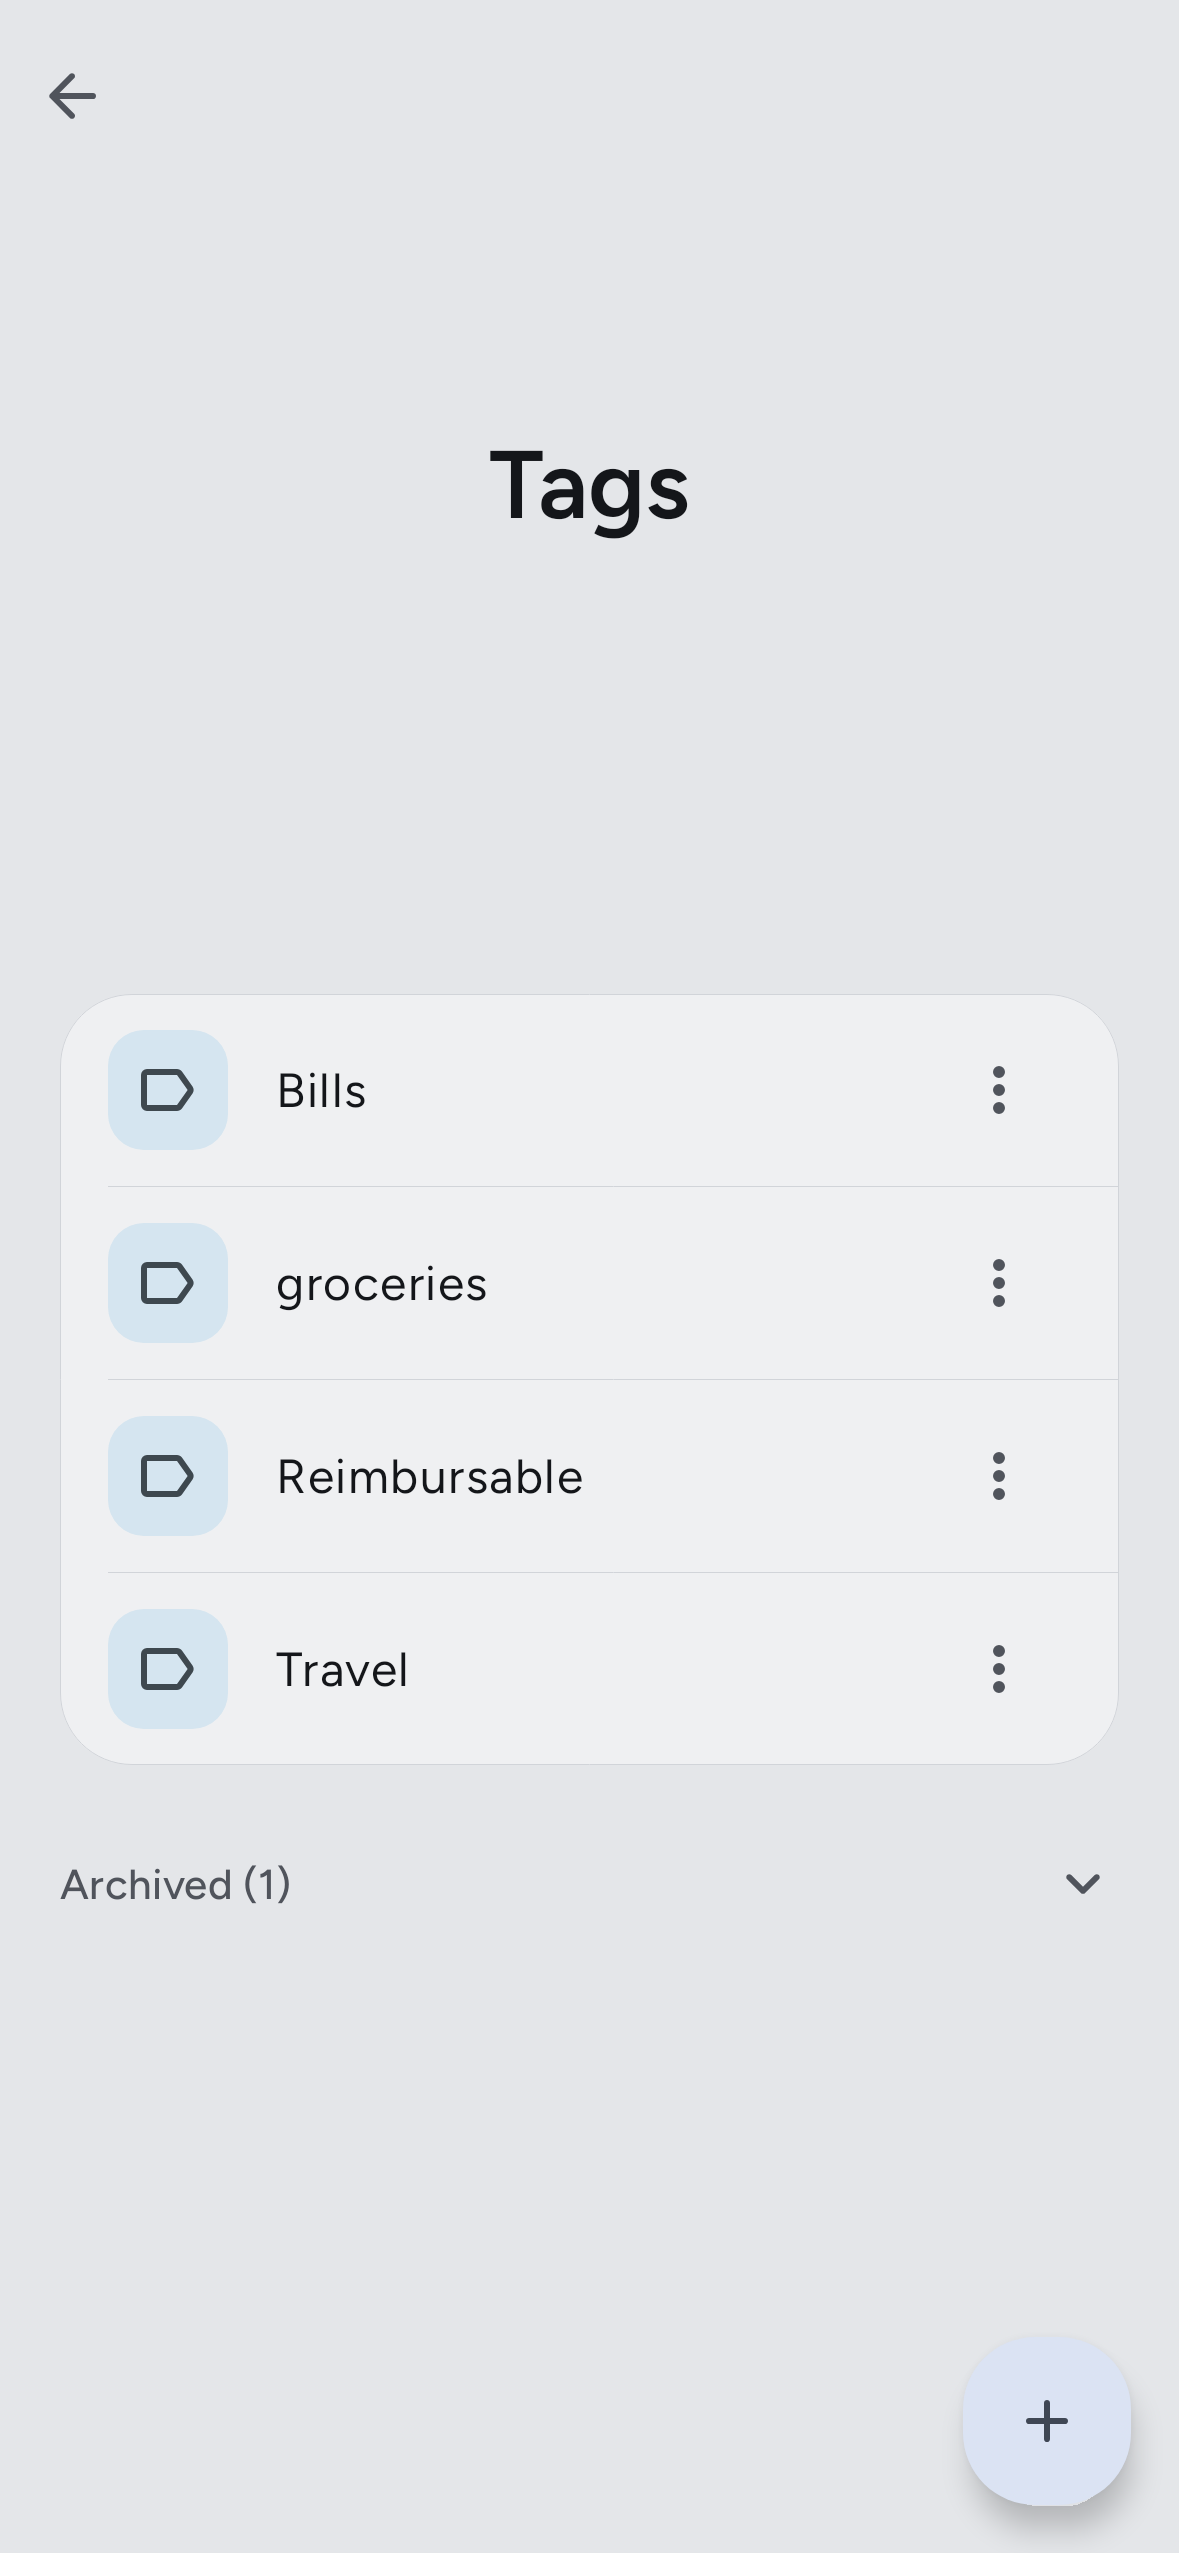 Tags
Bills
groceries
Reimbursable
Travel
Archived (1)